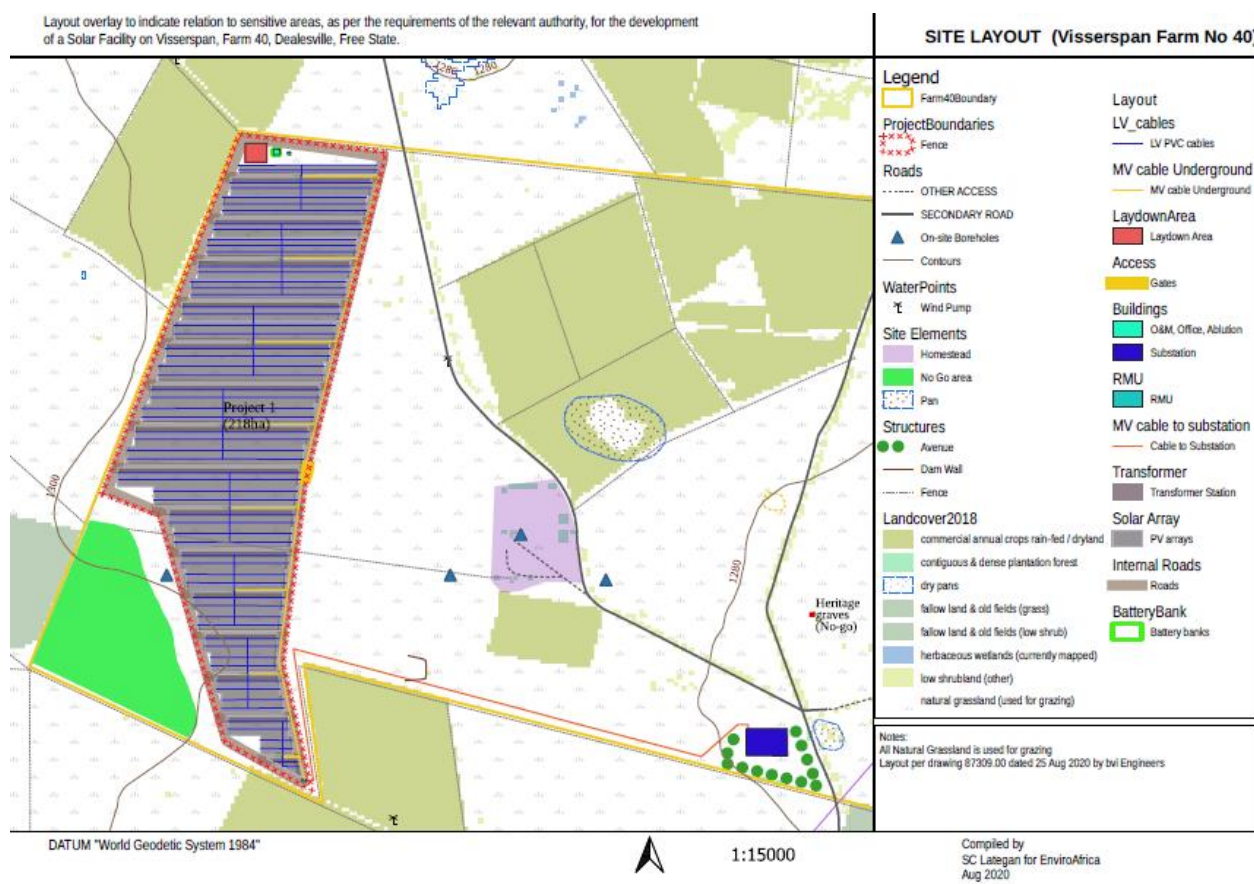 Layout overlay to indicate relation to sensitive areas, as per the requirements of the relevant authority, for the development
of a Solar Facility on Visserspan, Farm 40, Dealesville, Free State.
SITE LAYOUT (Visserspan Farm No 40)
1280
1280
Project 1
(218ha)
1300
1280
Heritage
graves
(No-go)
Legend
Farm40Boundary
ProjectBoundaries
Fence
Roads
OTHER ACCESS
SECONDARY ROAD
On-site Boreholes
Contours
WaterPoints
Wind Pump
Site Elements
Homestead
No Go area
Pan
Structures
Avenue
Dam Wall
Fence
Landcover2018
commercial annual crops rain-fed / dryland
contiguous & dense plantation forest
dry pans
fallow land & old fields (grass)
fallow land & old fields (low shrub)
herbaceous wetlands (currently mapped)
low shrubland (other)
natural grassland (used for grazing)
Layout
LV_cables
LV PVC cables
MV cable Underground
MV cable Underground
LaydownArea
Laydown Area
Access
Gates
Buildings
O&M, Office, Ablution
Substation
RMU
RMU
MV cable to substation
Cable to Substation
Transformer
Transformer Station
Solar Array
PV arrays
Internal Roads
Roads
BatteryBank
Battery banks
Notes:
All Natural Grassland is used for grazing
Layout per drawing 87309.00 dated 25 Aug 2020 by bvi Engineers
DATUM "World Geodetic System 1984"
1:15000
Compiled by
SC Lategan for EnviroAfrica
Aug 2020